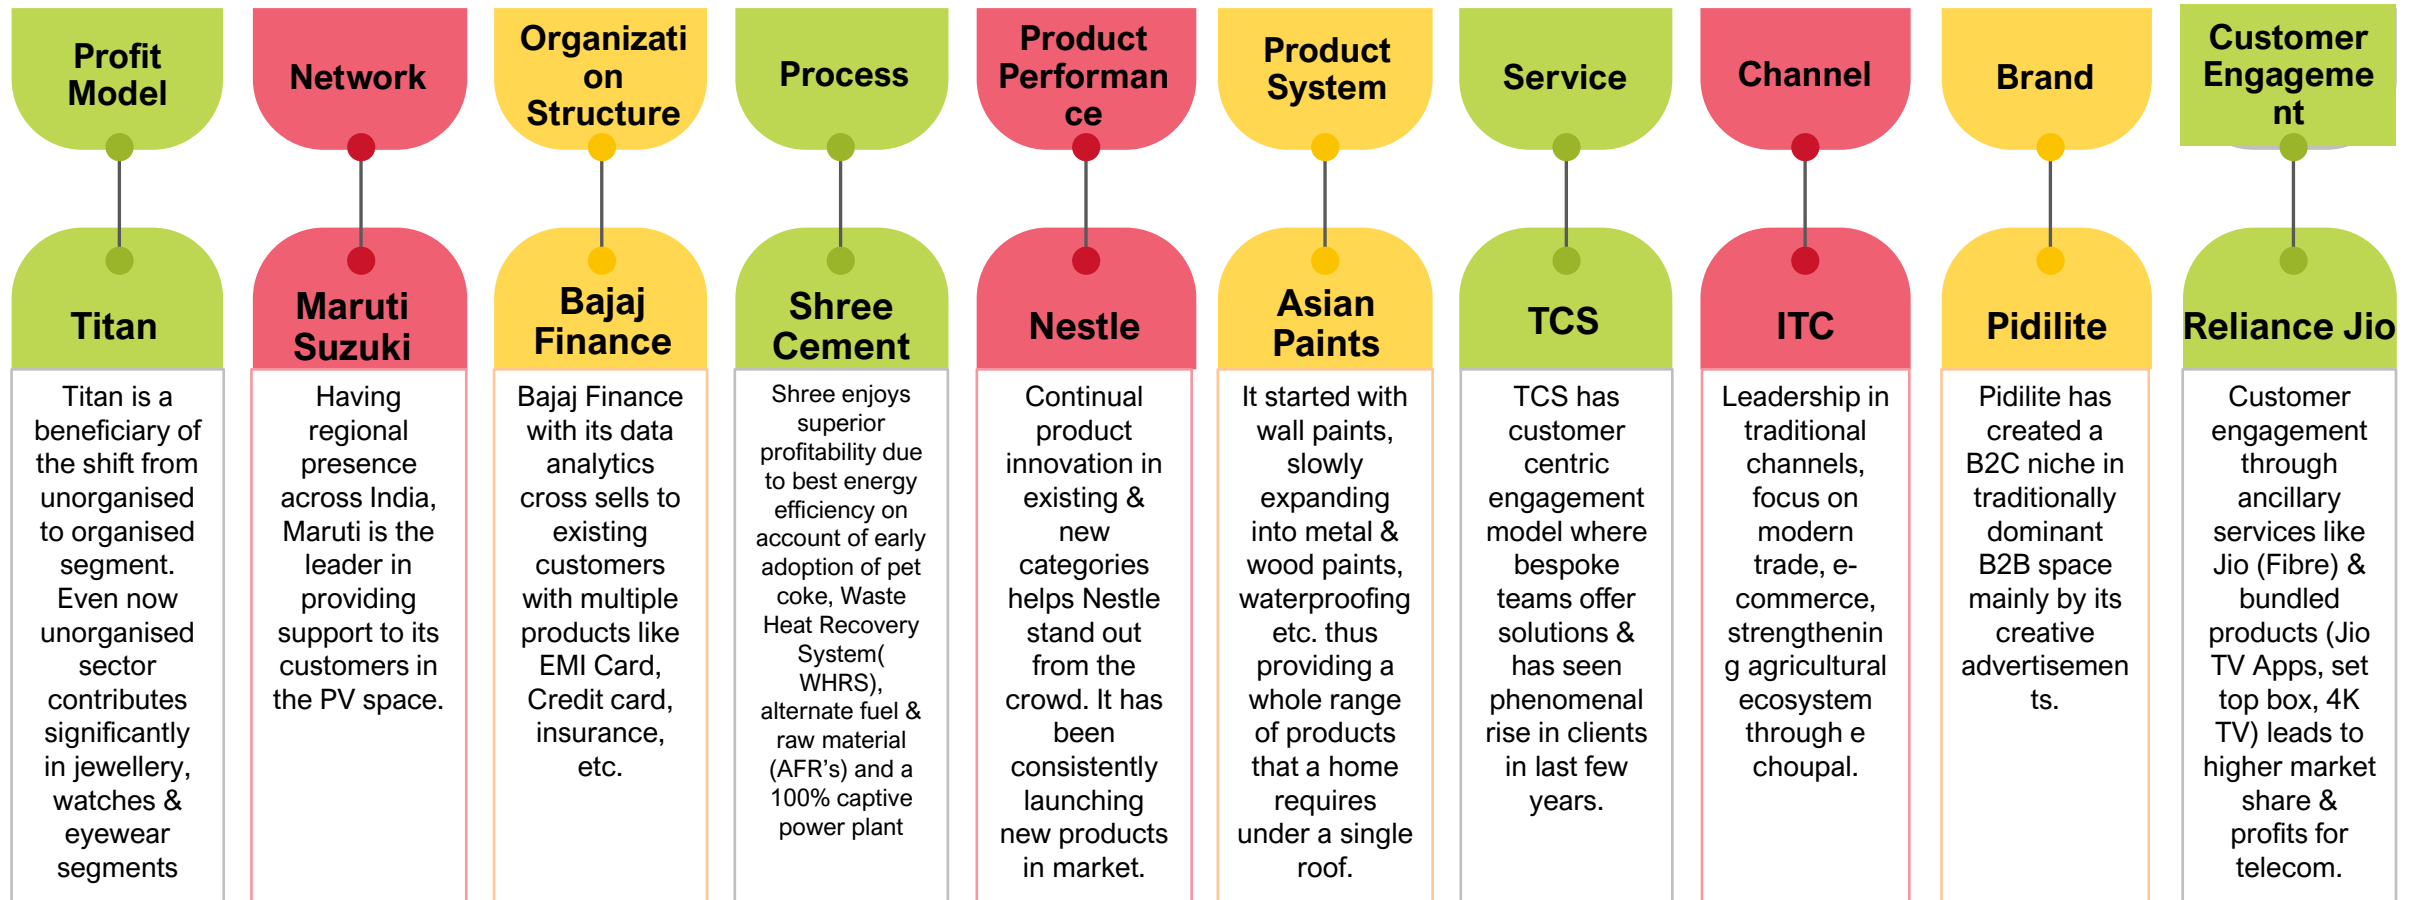 Profit
Model
Network
Organizati
on
Structure
Process
Product
Performan
ce
Product
System
Service
Channel
Brand
Customer
Engageme
nt
Titan
Maruti
Suzuki
Bajaj
Finance
Shree
Cement
Nestle
Asian
Paints
TCS
ITC
Pidilite
Reliance Jio
Titan is a
beneficiary of
the shift from
unorganised
to organised
segment.
Even now
unorganised
sector
contributes
significantly
in jewellery,
watches &
eyewear
segments
Having
regional
presence
across India,
Maruti is the
leader in
providing
support to its
customers in
the PV space.
Bajaj Finance
with its data
analytics
cross sells to
existing
customers
with multiple
products like
EMI Card,
Credit card,
insurance,
etc.
Shree enjoys
superior
profitability due
to best energy
efficiency on
account of early
adoption of pet
coke, Waste
Heat Recovery
System(
WHRS),
alternate fuel &
raw material
(AFR's) and a
100% captive
power plant
Continual
product
innovation in
existing &
new
categories
helps Nestle
stand out
from the
crowd. It has
been
consistently
launching
new products
in market.
It started with
wall paints,
slowly
expanding
into metal &
wood paints,
waterproofing
etc. thus
providing a
whole range
of products
that a home
requires
under a single
roof.
TCS has
customer
centric
engagement
model where
bespoke
teams offer
solutions &
has seen
phenomenal
rise in clients
in last few
years.
Leadership in
traditional
channels,
focus on
modern
trade, e-
commerce,
strengthenin
g agricultural
ecosystem
through e
choupal.
Pidilite has
created a
B2C niche in
traditionally
dominant
B2B space
mainly by its
creative
advertisemen
ts.
Customer
engagement
through
ancillary
services like
Jio (Fibre) &
bundled
products (Jio
TV Apps, set
top box, 4K
TV) leads to
higher market
share &
profits for
telecom.